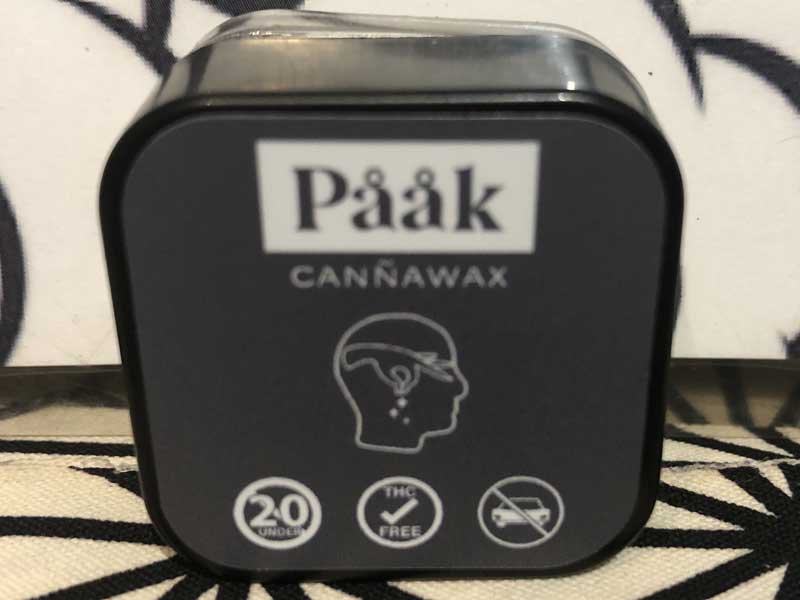 Pååk
CANÑAWAX
20
UNDER
THC
FREE